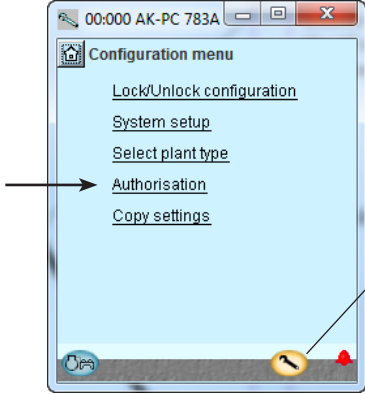 00:000 AK-PC 783A
Configuration menu
Lock/Unlock configuration
System setup
Select plant type
Authorisation
Copy settings